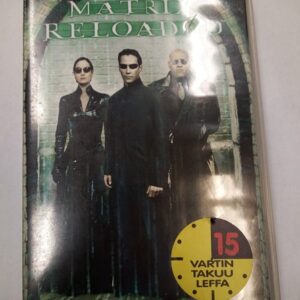 MATRIX
RELOADED
15
VARTIN
TAKUU
LEFFA